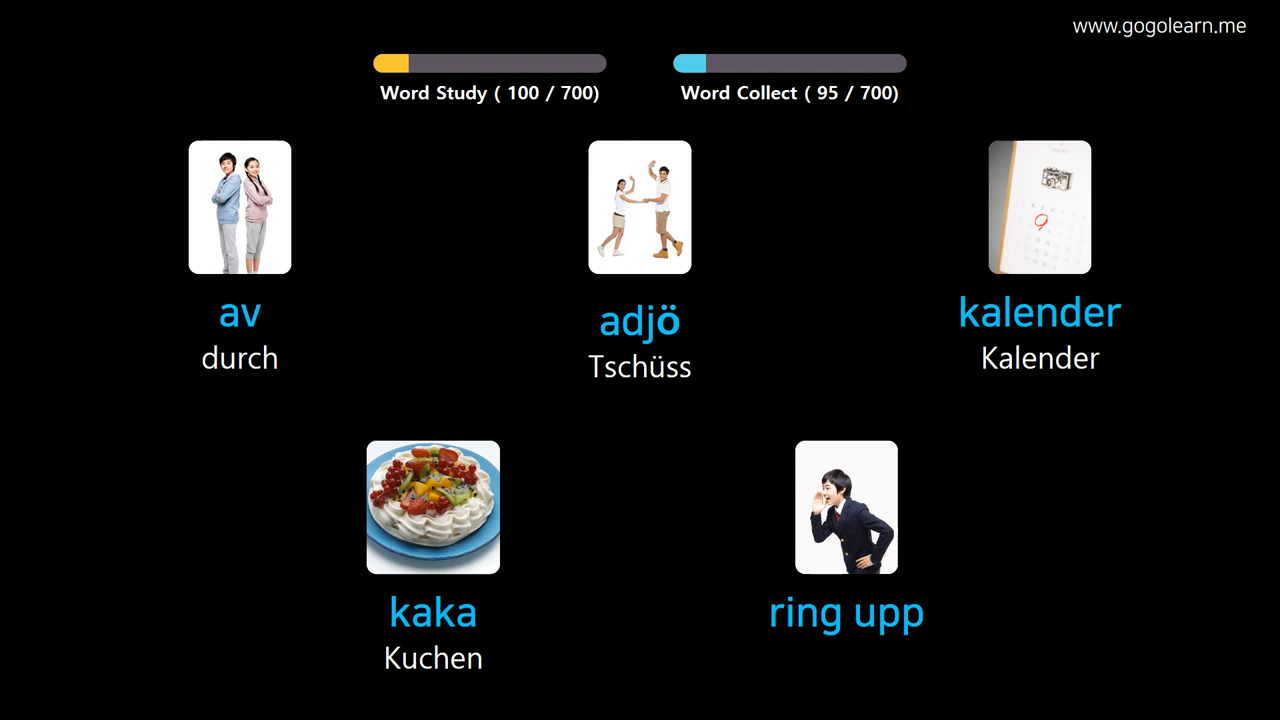 www.gogolearn.me
Word Study ( 100 / 700)
Word Collect ( 95 / 700)
av
durch
adjö
Tschüss
kalender
Kalender
kaka
Kuchen
ring upp